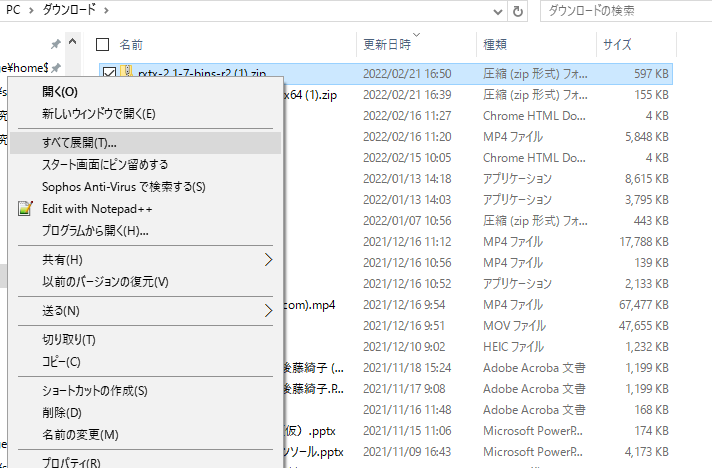 PC > ダウンロード >
ダウンロードの検索
名前 更新日時 種類 サイズ
rxtx-2.1-7-bins-r2 (1).zip 2022/02/21 16:50 圧縮 (zip 形式) フォ... 597 KB
x64 (1).zip 2022/02/21 16:39 圧縮 (zip 形式) フォ... 155 KB
2022/02/16 11:27 Chrome HTML Do... 4 KB
2022/02/16 11:20 MP4 ファイル 5,848 KB
2022/02/15 10:05 Chrome HTML Do... 4 KB
2022/01/13 14:18 アプリケーション 8,615 KB
2022/01/13 14:03 アプリケーション 3,795 KB
2022/01/07 10:56 圧縮 (zip 形式) フォ... 443 KB
2021/12/16 11:12 MP4 ファイル 17,788 KB
2021/12/16 10:56 MP4 ファイル 139 KB
2021/12/16 10:52 アプリケーション 2,133 KB
com).mp4 2021/12/16 9:54 MP4 ファイル 67,477 KB
2021/12/16 9:51 MOV ファイル 47,655 KB
2021/12/10 9:02 HEIC ファイル 1,232 KB
後藤綺子 (... 2021/11/18 15:24 Adobe Acroba 文書 1,199 KB
後藤綺子.P... 2021/11/17 9:08 Adobe Acroba 文書 1,199 KB
2021/11/16 11:48 Adobe Acroba 文書 168 KB
仮）.pptx 2021/11/15 11:06 Microsoft PowerP... 174 KB
ンソール.pptx 2021/11/09 16:43 Microsoft PowerP... 4,173 KB
e¥home$
開く(O)
新しいウィンドウで開く(E)
すべて展開(T)...
スタート画面にピン留めする
Sophos Anti-Virus で検索する(S)
Edit with Notepad++
プログラムから開く(H)...
共有(H)
以前のバージョンの復元(V)
送る(N)
切り取り(T)
コピー(C)
ショートカットの作成(S)
削除(D)
名前の変更(M)
プロパティ(R)